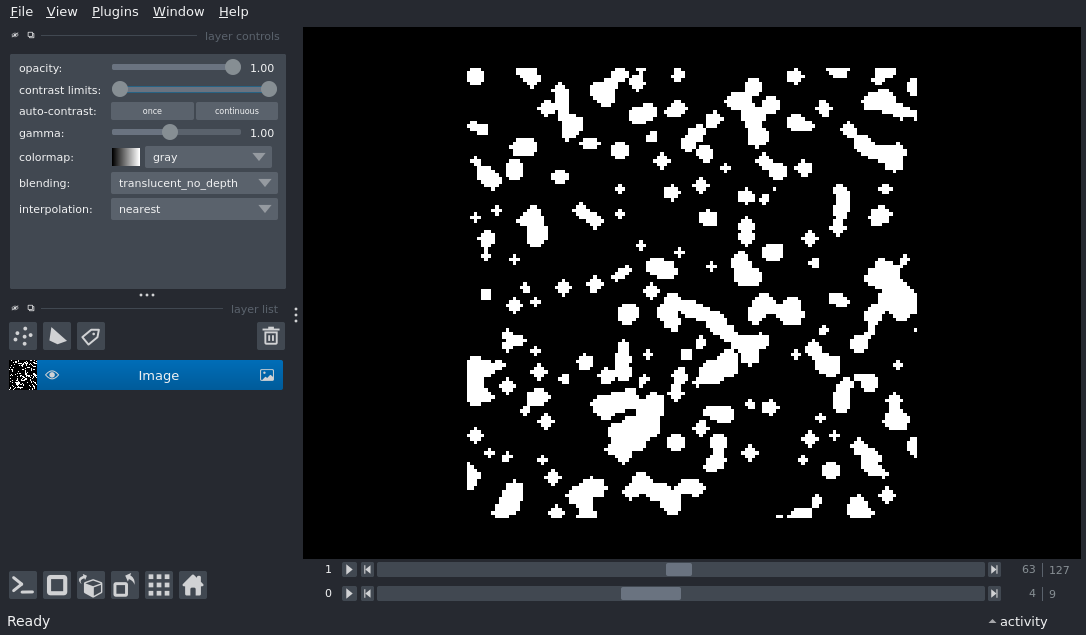 File View Plugins Window Help
layer controls
opacity: 1.00
contrast limits:
auto-contrast: once continuous
gamma: 1.00
colormap: gray
blending: translucent_no_depth
interpolation: nearest
layer list
Image
1 63 127
0 4 9
Ready activity